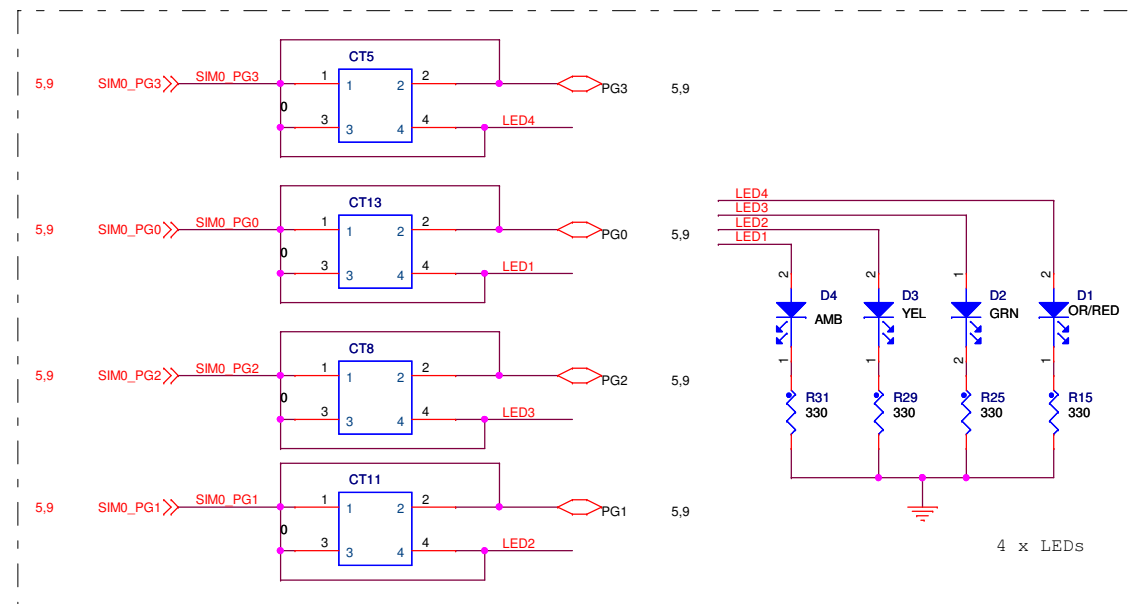 CT5
5,9 SIM0_PG3 SIM0_PG3 1 1 2 2 PG3 5,9
0
3 3 4 4 LED4
CT13
5,9 SIM0_PG0 SIM0_PG0 1 1 2 2 PG0 5,9
0
3 3 4 4 LED1
CT8
5,9 SIM0_PG2 SIM0_PG2 1 1 2 2 PG2 5,9
0
3 3 4 4 LED3
CT11
5,9 SIM0_PG1 SIM0_PG1 1 1 2 2 PG1 5,9
0
3 3 4 4 LED2
LED4
LED3
LED2
LED1
2 2 1 2
D4 D3 D2 D1
AMB YEL GRN OR/RED
1 1 2 1
R31 R29 R25 R15
330 330 330 330
4 x LEDs